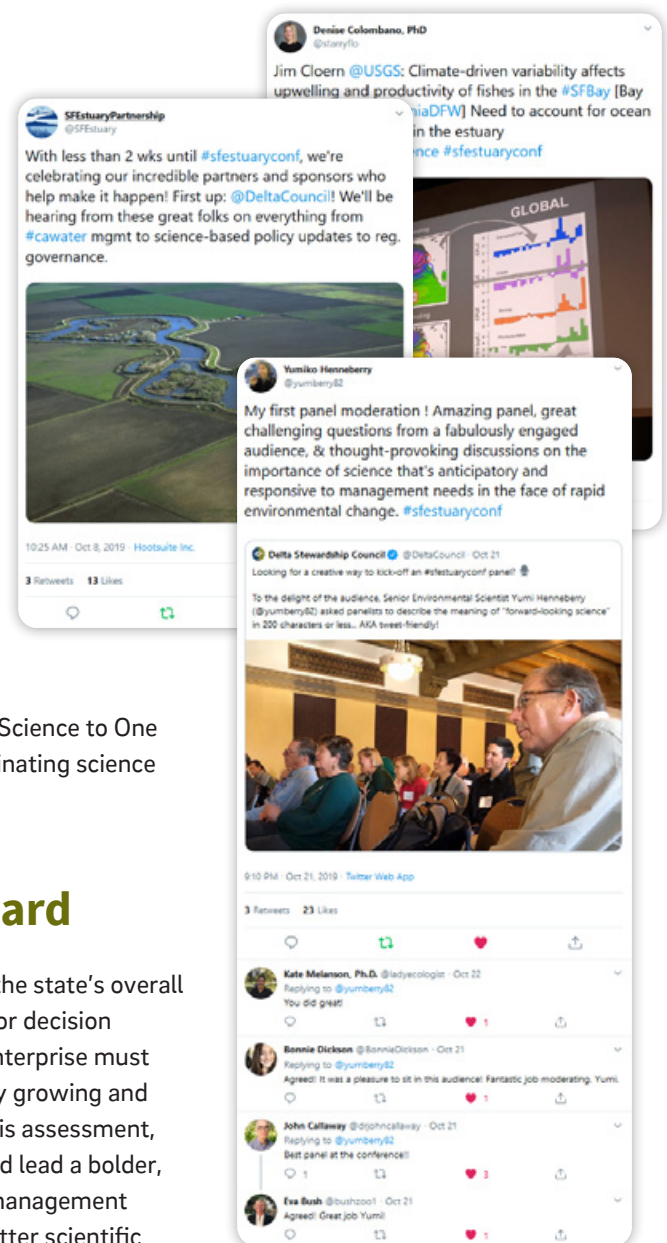 Denise Colombano, PhD
@starryflo
Jim Cloern @USGS: Climate-driven variability affects
upwelling and productivity of fishes in the #SFBay [Bay
iaDFW] Need to account for ocean
in the estuary
nce #sfestuaryconf
GLOBAL
SFEstuaryPartnership
@SFEstuary
With less than 2 wks until #sfestuaryconf, we're
celebrating our incredible partners and sponsors who
help make it happen! First up: @DeltaCouncil! We'll be
hearing from these great folks on everything from
#cawater mgmt to science-based policy updates to reg.
governance.
10:25 AM · Oct 8, 2019 · Hootsuite Inc.
3 Retweets 13 Likes
Yumiko Henneberry
@yumberry82
My first panel moderation ! Amazing panel, great
challenging questions from a fabulously engaged
audience, & thought-provoking discussions on the
importance of science that's anticipatory and
responsive to management needs in the face of rapid
environmental change. #sfestuaryconf
Delta Stewardship Council @DeltaCouncil · Oct 21
Looking for a creative way to kick-off an #sfestuaryconf panel?
To the delight of the audience, Senior Environmental Scientist Yumi Henneberry
(@yumberry82) asked panelists to describe the meaning of "forward-looking science"
in 200 characters or less... AKA tweet-friendly!
9:10 PM · Oct 21, 2019 · Twitter Web App
3 Retweets 23 Likes
Kate Melanson, Ph.D. @ladyecologist · Oct 22
Replying to @yumberry82
You did great!
1
Bonnie Dickson @BonnieDickson · Oct 21
Replying to @yumberry82
Agreed! It was a pleasure to sit in this audience! Fantastic job moderating, Yumi.
1
John Callaway @drjohncallaway · Oct 21
Replying to @yumberry82
Best panel at the conference!!
1 3
Eva Bush @bushzoo1 · Oct 21
Agreed! Great job Yumi!
1
Science to One
inating science
ard
the state's overall
or decision
nterprise must
y growing and
is assessment,
d lead a bolder,
management
tter scientific